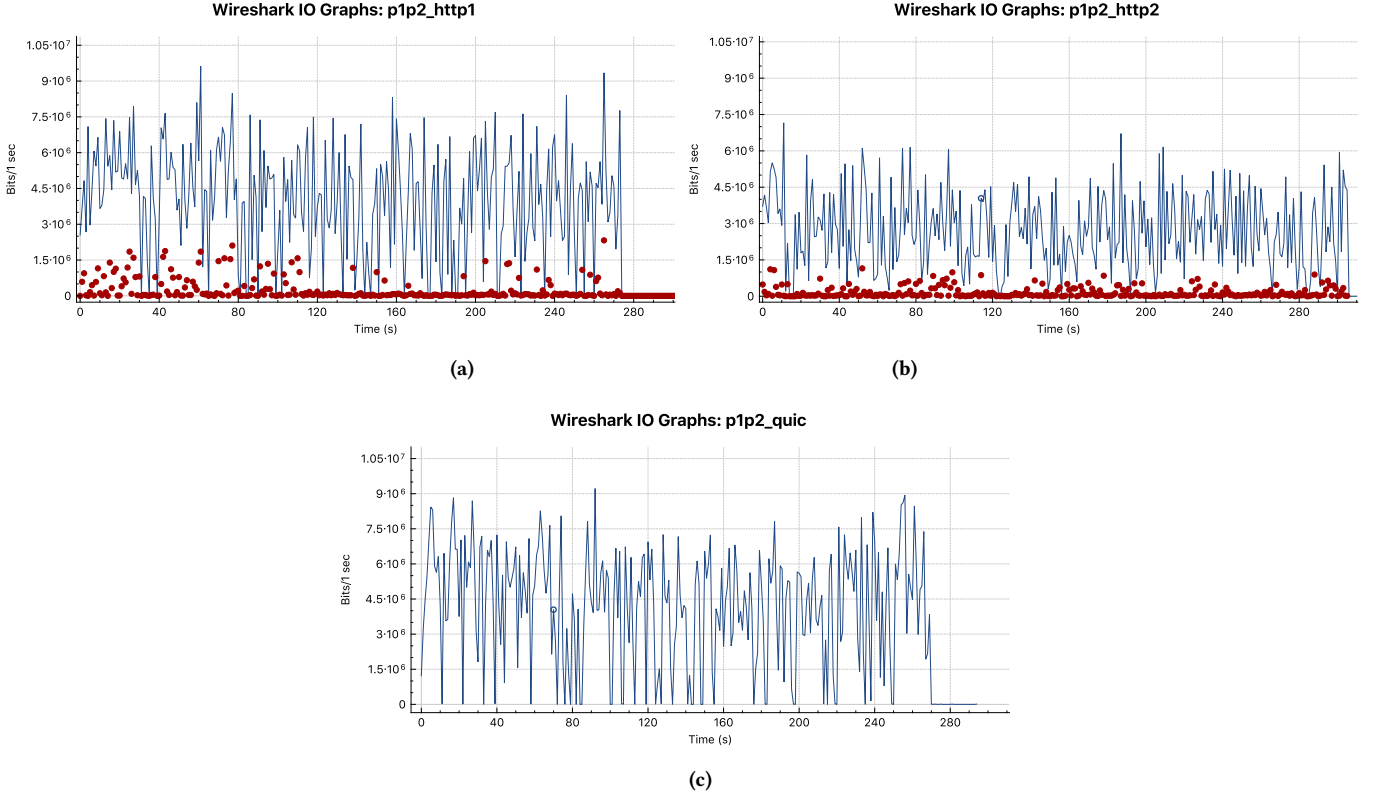 Wireshark IO Graphs: p1p2_http1
Bits/1 sec
1.05·10⁷
9·10⁶
7.5·10⁶
6·10⁶
4.5·10⁶
3·10⁶
1.5·10⁶
0
0 40 80 120 160 200 240 280
Time (s)
(a)
Wireshark IO Graphs: p1p2_http2
Bits/1 sec
1.05·10⁷
9·10⁶
7.5·10⁶
6·10⁶
4.5·10⁶
3·10⁶
1.5·10⁶
0
0 40 80 120 160 200 240 280
Time (s)
(b)
Wireshark IO Graphs: p1p2_quic
Bits/1 sec
1.05·10⁷
9·10⁶
7.5·10⁶
6·10⁶
4.5·10⁶
3·10⁶
1.5·10⁶
0
0 40 80 120 160 200 240 280
Time (s)
(c)